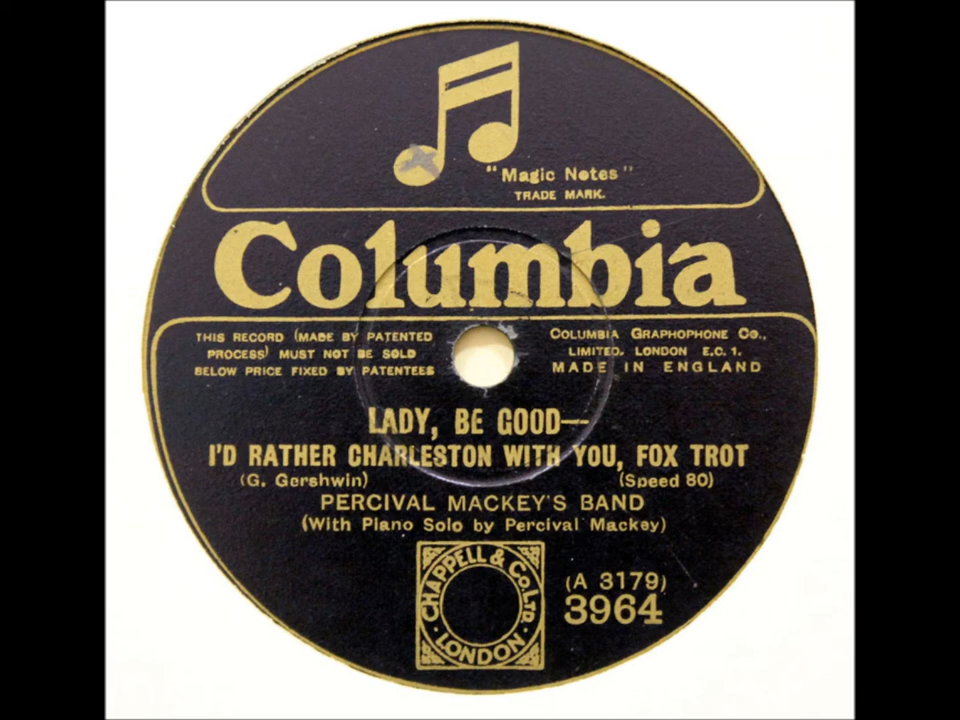 "Magic Notes"
TRADE MARK.
Columbia
THIS RECORD (MADE BY PATENTED
PROCESS) MUST NOT BE SOLD
BELOW PRICE FIXED BY PATENTEES
COLUMBIA GRAPHOPHONE CO.,
LIMITED. LONDON E.C. 1.
MADE IN ENGLAND
LADY, BE GOOD—
I'D RATHER CHARLESTON WITH YOU, FOX TROT
(G. Gershwin) (Speed 80)
PERCIVAL MACKEY'S BAND
(With Piano Solo by Percival Mackey)
CHAPPELL & CO. LTD.
· LONDON ·
(A 3179)
3964